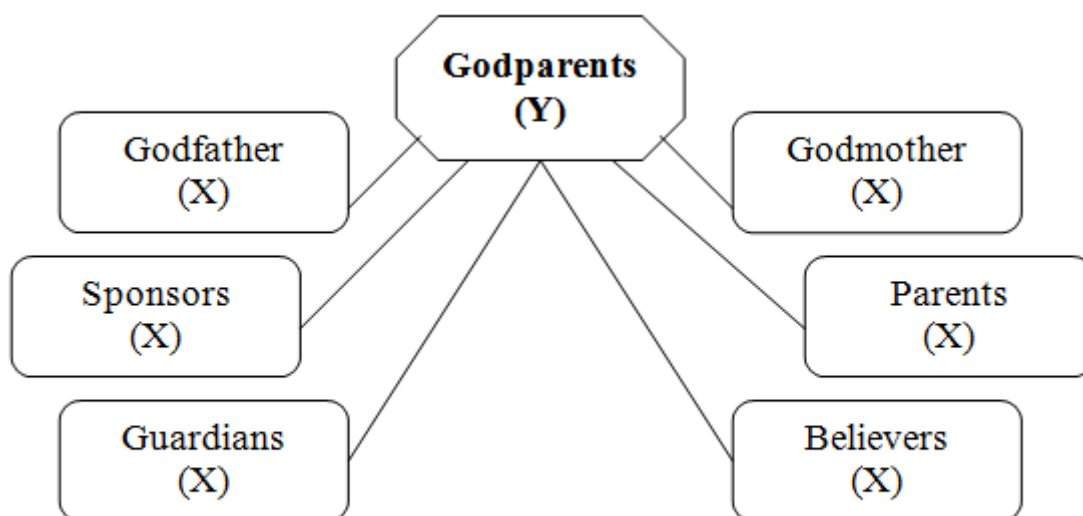 Godparents
(Y)
Godfather
(X)
Godmother
(X)
Sponsors
(X)
Parents
(X)
Guardians
(X)
Believers
(X)